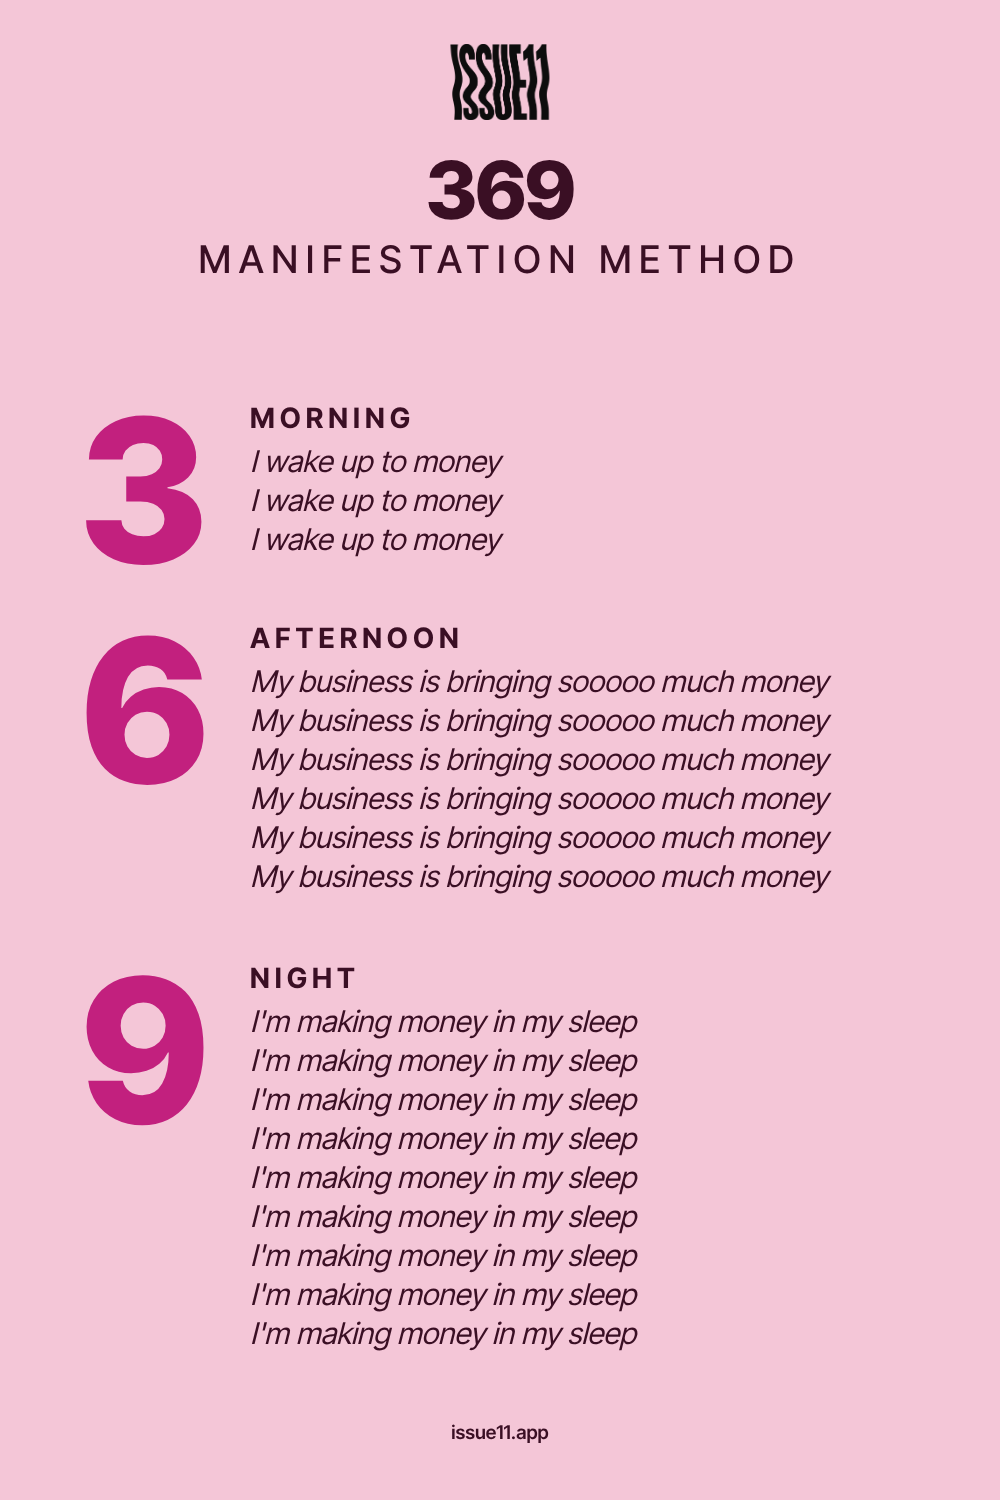 ISSUE11
369
MANIFESTATION METHOD
3
MORNING
I wake up to money
I wake up to money
I wake up to money
6
AFTERNOON
My business is bringing sooooo much money
My business is bringing sooooo much money
My business is bringing sooooo much money
My business is bringing sooooo much money
My business is bringing sooooo much money
My business is bringing sooooo much money
9
NIGHT
I'm making money in my sleep
I'm making money in my sleep
I'm making money in my sleep
I'm making money in my sleep
I'm making money in my sleep
I'm making money in my sleep
I'm making money in my sleep
I'm making money in my sleep
I'm making money in my sleep
issue11.app